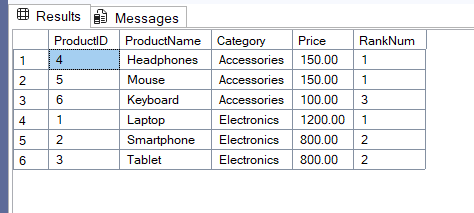 Results Messages
ProductID ProductName Category Price RankNum
1 4 Headphones Accessories 150.00 1
2 5 Mouse Accessories 150.00 1
3 6 Keyboard Accessories 100.00 3
4 1 Laptop Electronics 1200.00 1
5 2 Smartphone Electronics 800.00 2
6 3 Tablet Electronics 800.00 2